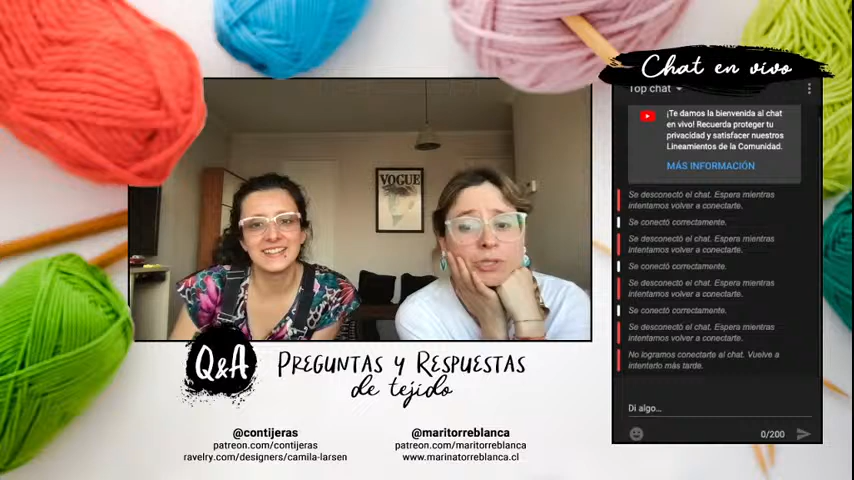 Chat en vivo
Top chat
¡Te damos la bienvenida al chat
en vivo! Recuerda proteger tu
privacidad y satisfacer nuestros
Lineamientos de la Comunidad.
MÁS INFORMACIÓN
Se desconectó el chat. Espera mientras
intentamos volver a conectarte.
Se conectó correctamente.
Se desconectó el chat. Espera mientras
intentamos volver a conectarte.
Se conectó correctamente.
Se desconectó el chat. Espera mientras
intentamos volver a conectarte.
Se conectó correctamente.
Se desconectó el chat. Espera mientras
intentamos volver a conectarte.
No logramos conectarte al chat. Vuelve a
intentarlo más tarde.
Di algo...
0/200
VOGUE
Q&A
Preguntas y Respuestas
de tejido
@contijeras
patreon.com/contijeras
ravelry.com/designers/camila-larsen
@maritorreblanca
patreon.com/maritorreblanca
www.marinatorreblanca.cl